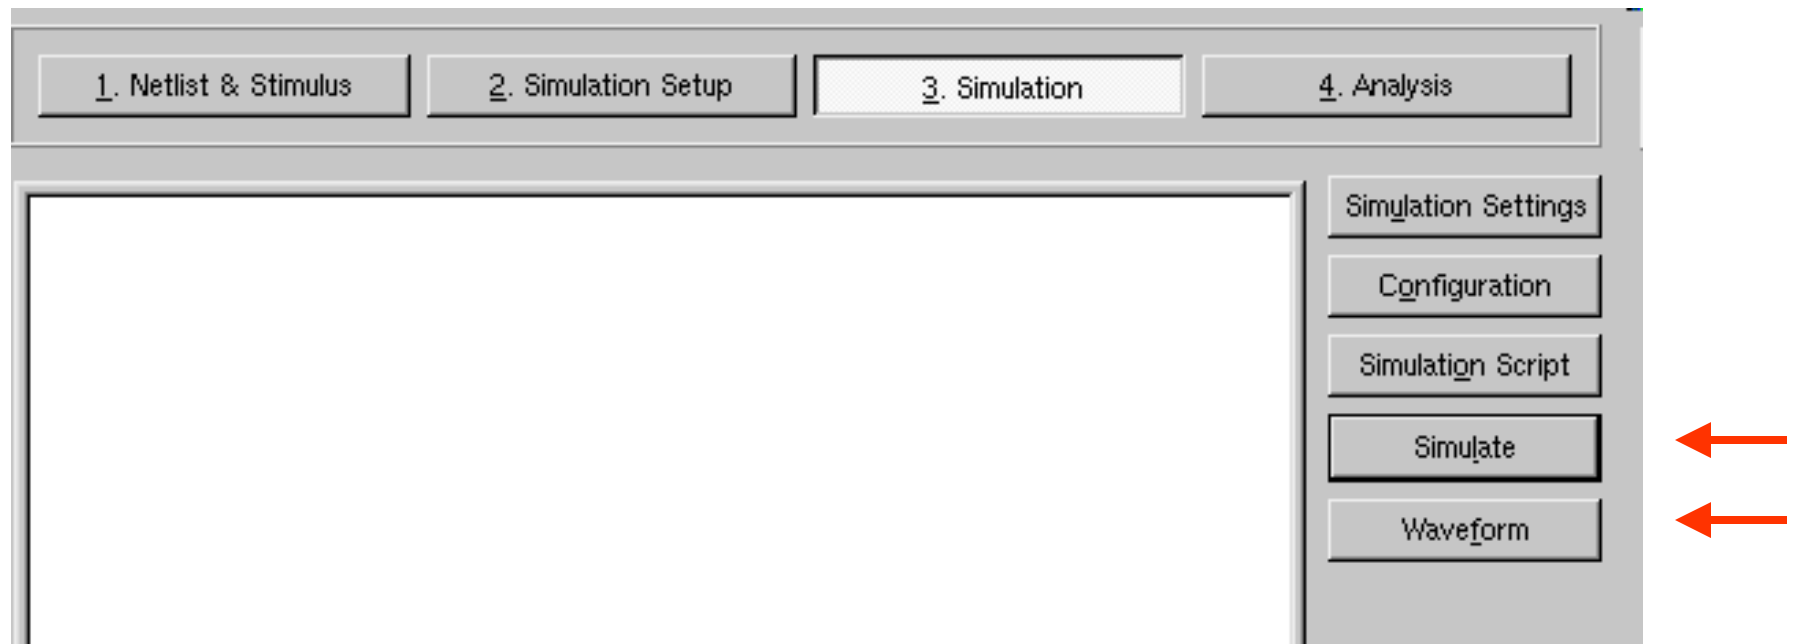 1. Netlist & Stimulus
2. Simulation Setup
3. Simulation
4. Analysis
Simulation Settings
Configuration
Simulation Script
Simulate
Waveform